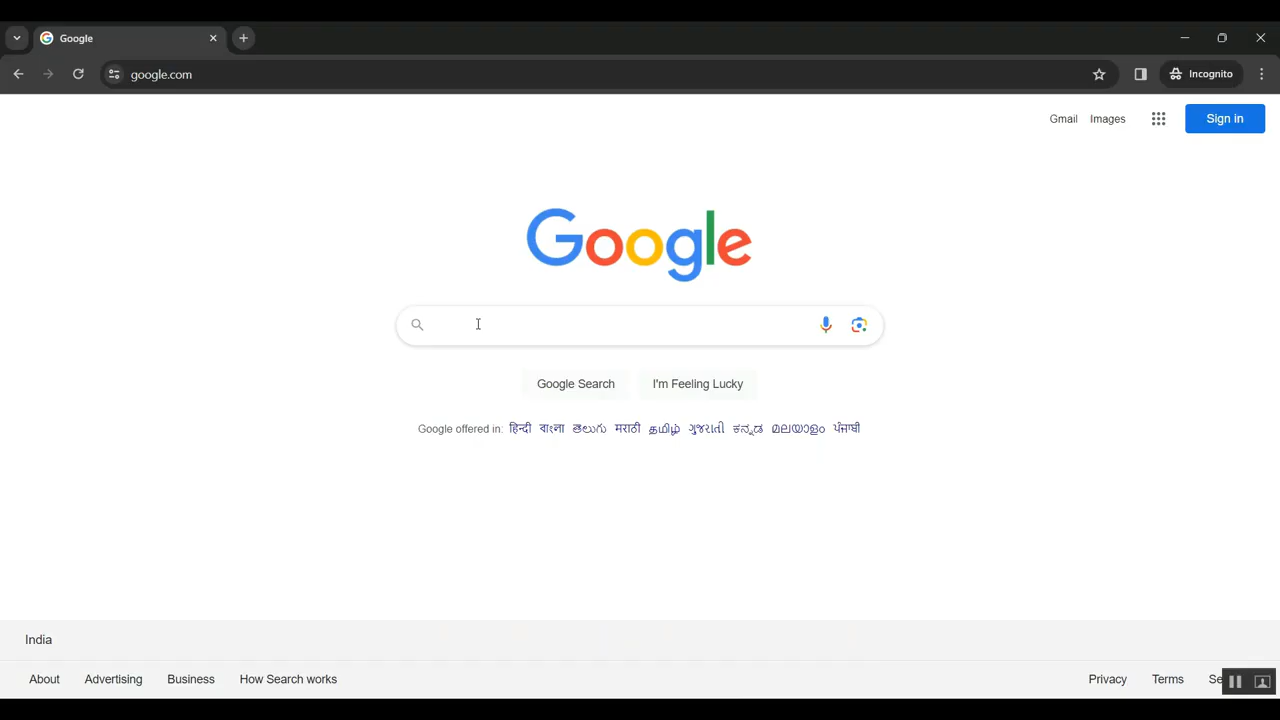 Google
google.com
Incognito
Gmail Images
Sign in
Google
Google Search I'm Feeling Lucky
Google offered in: हिन्दी বাংলা తెలుగు मराठी தமிழ் ગુજરાતી ಕನ್ನಡ മലയാളം ਪੰਜਾਬੀ
India
About Advertising Business How Search works
Privacy Terms